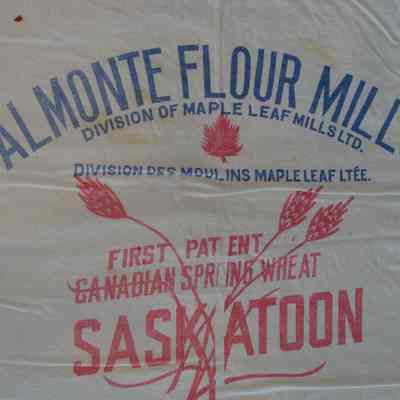 ALMONTE FLOUR MILLS
DIVISION OF MAPLE LEAF MILLS LTD.
DIVISION DES MOULINS MAPLE LEAF LTÉE.
FIRST PATENT
CANADIAN SPRING WHEAT
SASKATOON